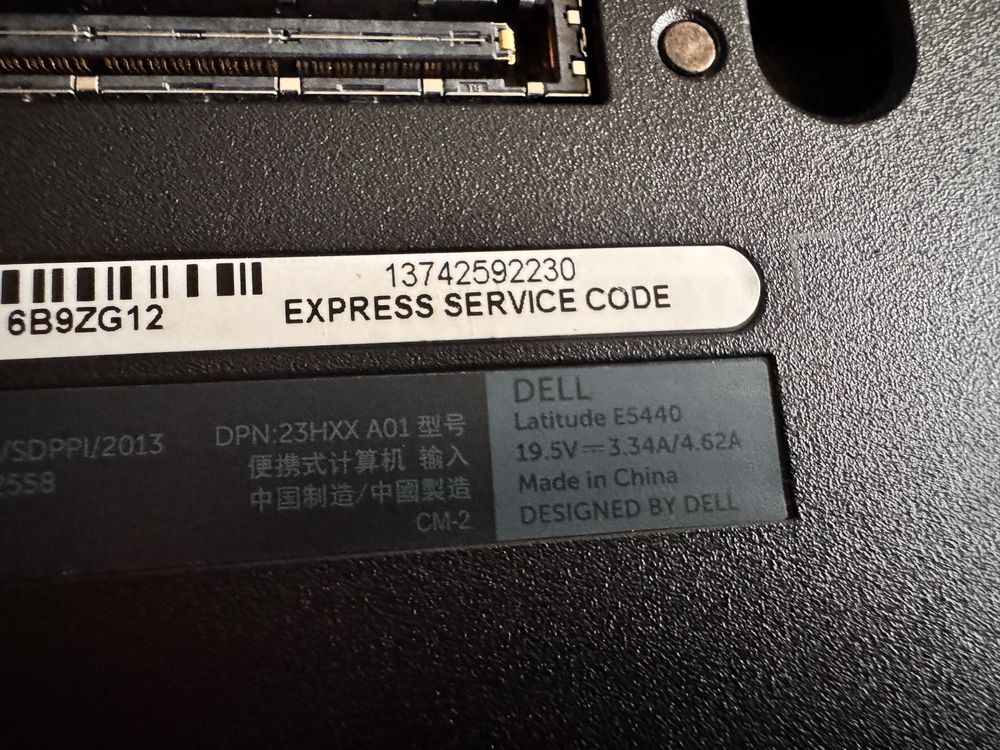 13742592230
6B9ZG12 EXPRESS SERVICE CODE
/SDPPI/2013
2558
DPN:23HXX A01 型号
便携式计算机 输入
中国制造/中國製造
CM-2
DELL
Latitude E5440
19.5V⎓3.34A/4.62A
Made in China
DESIGNED BY DELL